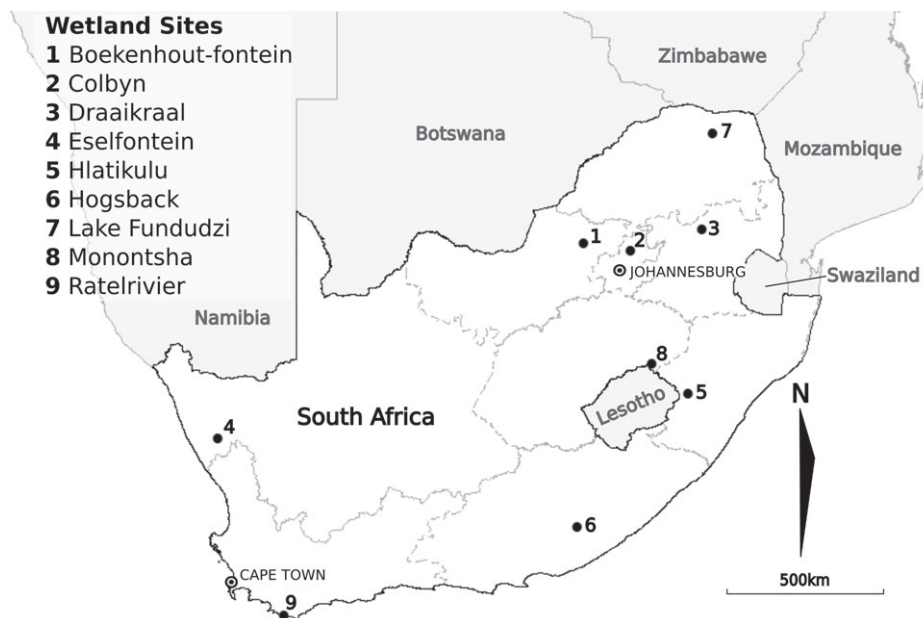 Wetland Sites
1 Boekenhout-fontein
2 Colbyn
3 Draaikraal
4 Eselfontein
5 Hlatikulu
6 Hogsback
7 Lake Fundudzi
8 Monontsha
9 Ratelrivier
Zimbabawe
Botswana
Mozambique
7
1
2
3
JOHANNESBURG
Swaziland
Namibia
8
5
Lesotho
N
South Africa
4
6
CAPE TOWN
500km
9